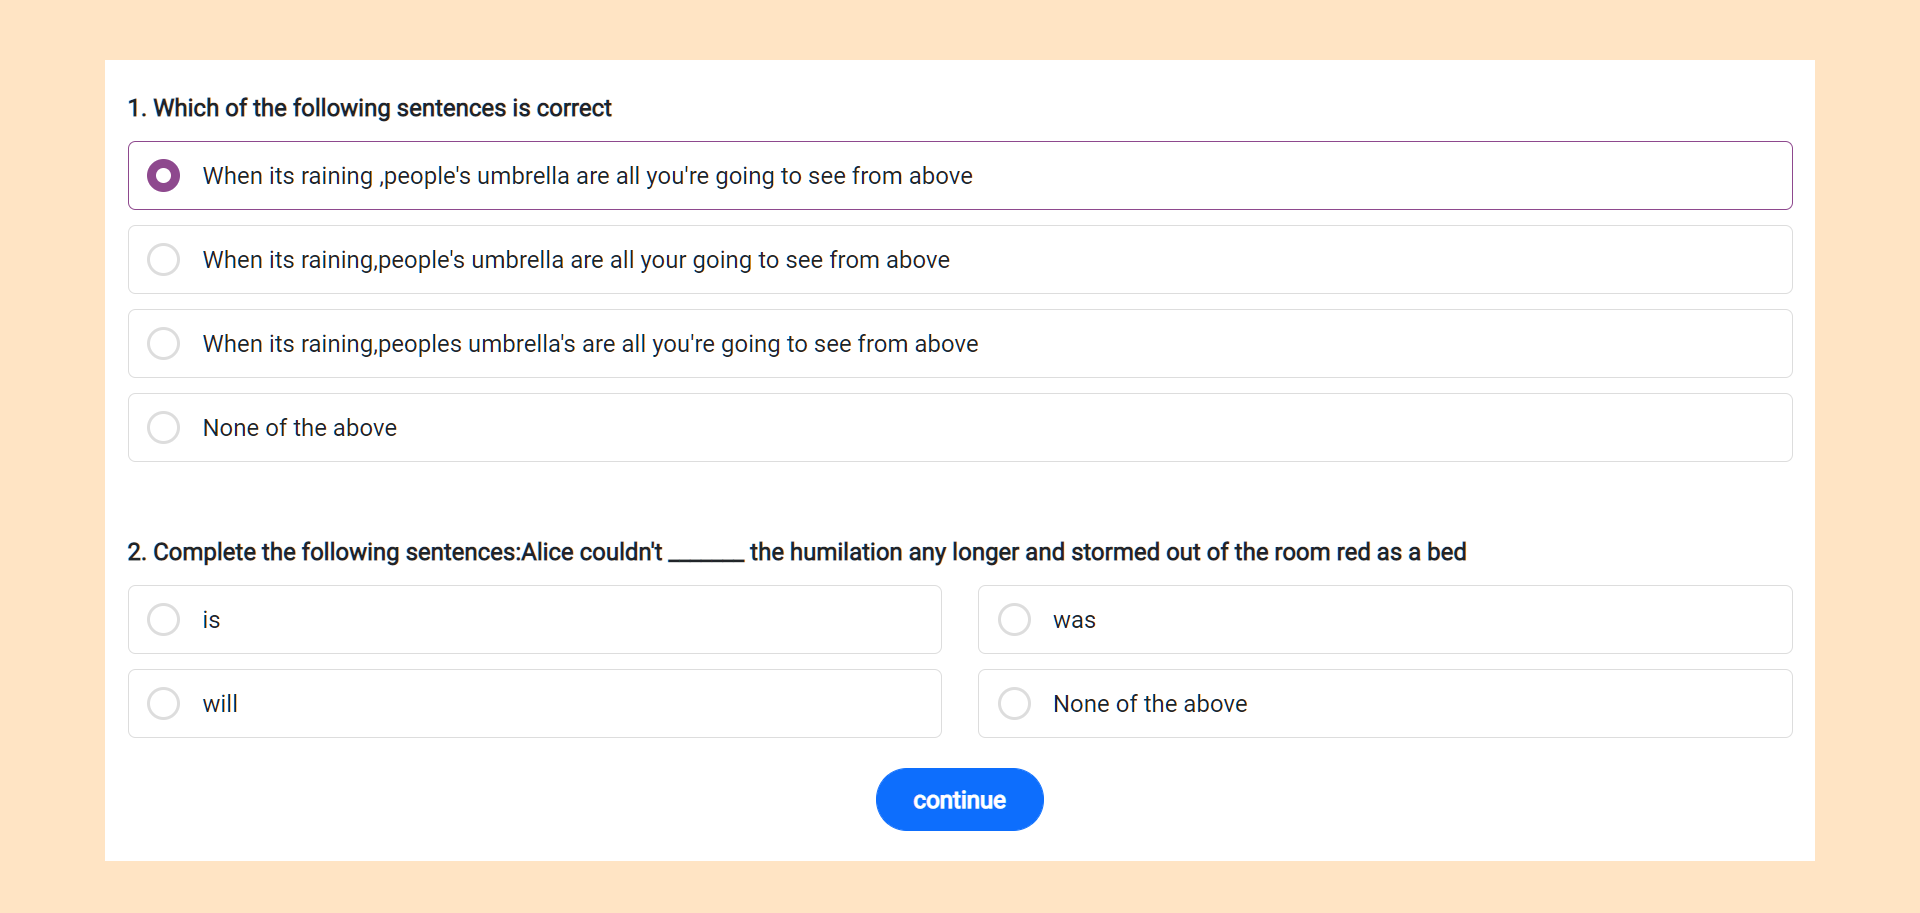 1. Which of the following sentences is correct
When its raining ,people's umbrella are all you're going to see from above
When its raining,people's umbrella are all your going to see from above
When its raining,peoples umbrella's are all you're going to see from above
None of the above
2. Complete the following sentences:Alice couldn't ______ the humilation any longer and stormed out of the room red as a bed
is
was
will
None of the above
continue